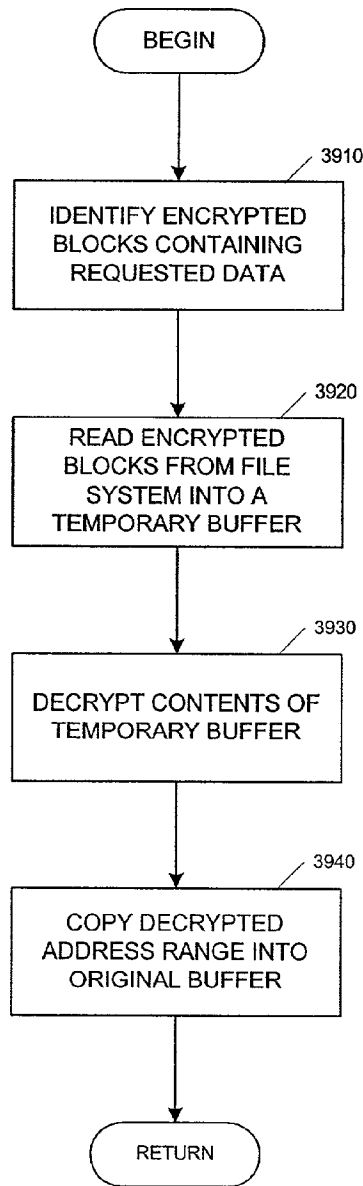 BEGIN
3910
IDENTIFY ENCRYPTED
BLOCKS CONTAINING
REQUESTED DATA
3920
READ ENCRYPTED
BLOCKS FROM FILE
SYSTEM INTO A
TEMPORARY BUFFER
3930
DECRYPT CONTENTS OF
TEMPORARY BUFFER
3940
COPY DECRYPTED
ADDRESS RANGE INTO
ORIGINAL BUFFER
RETURN